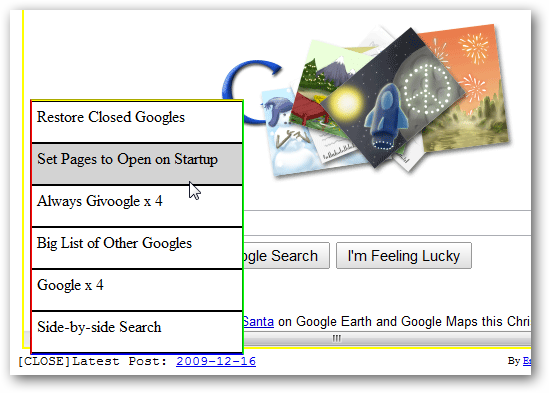 Restore Closed Googles
Set Pages to Open on Startup
Always Givoogle x 4
Big List of Other Googles
ogle Search
I'm Feeling Lucky
Google x 4
Santa on Google Earth and Google Maps this Chri
Side-by-side Search
[CLOSE]Latest Post: 2009-12-16
By Es